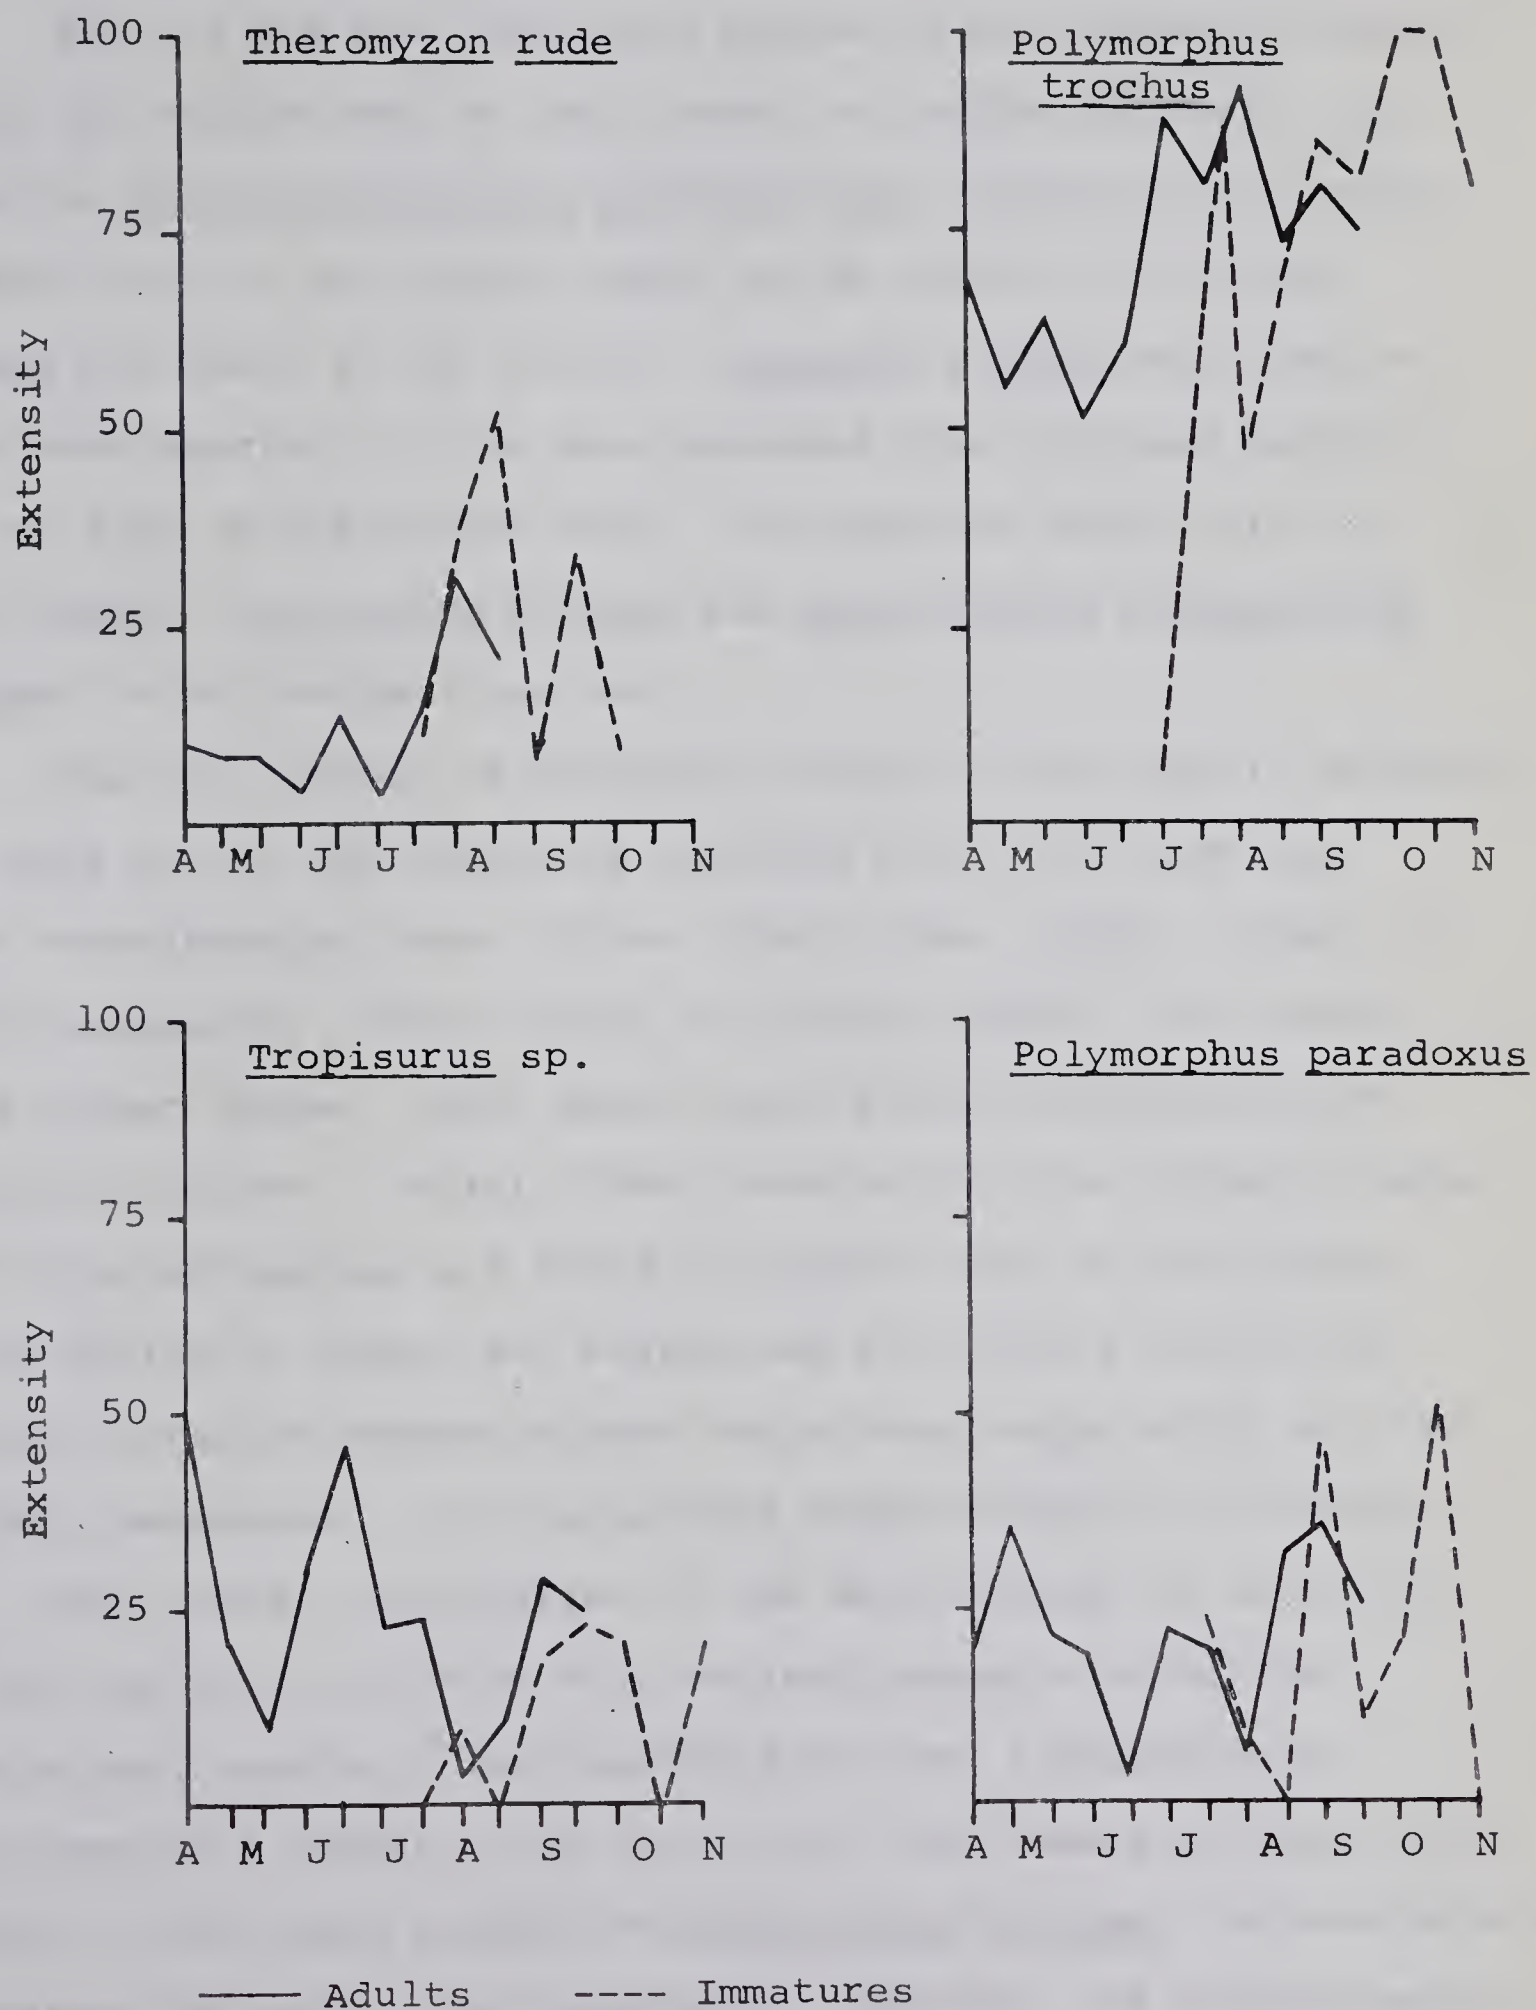 Theromyzon rude
100
75
50
25
Extensity
A M J J A S O N
Polymorphus
trochus
A M J J A S O N
Tropisurus sp.
100
75
50
25
Extensity
A M J J A S O N
Polymorphus paradoxus
A M J J A S O N
Adults
Immatures